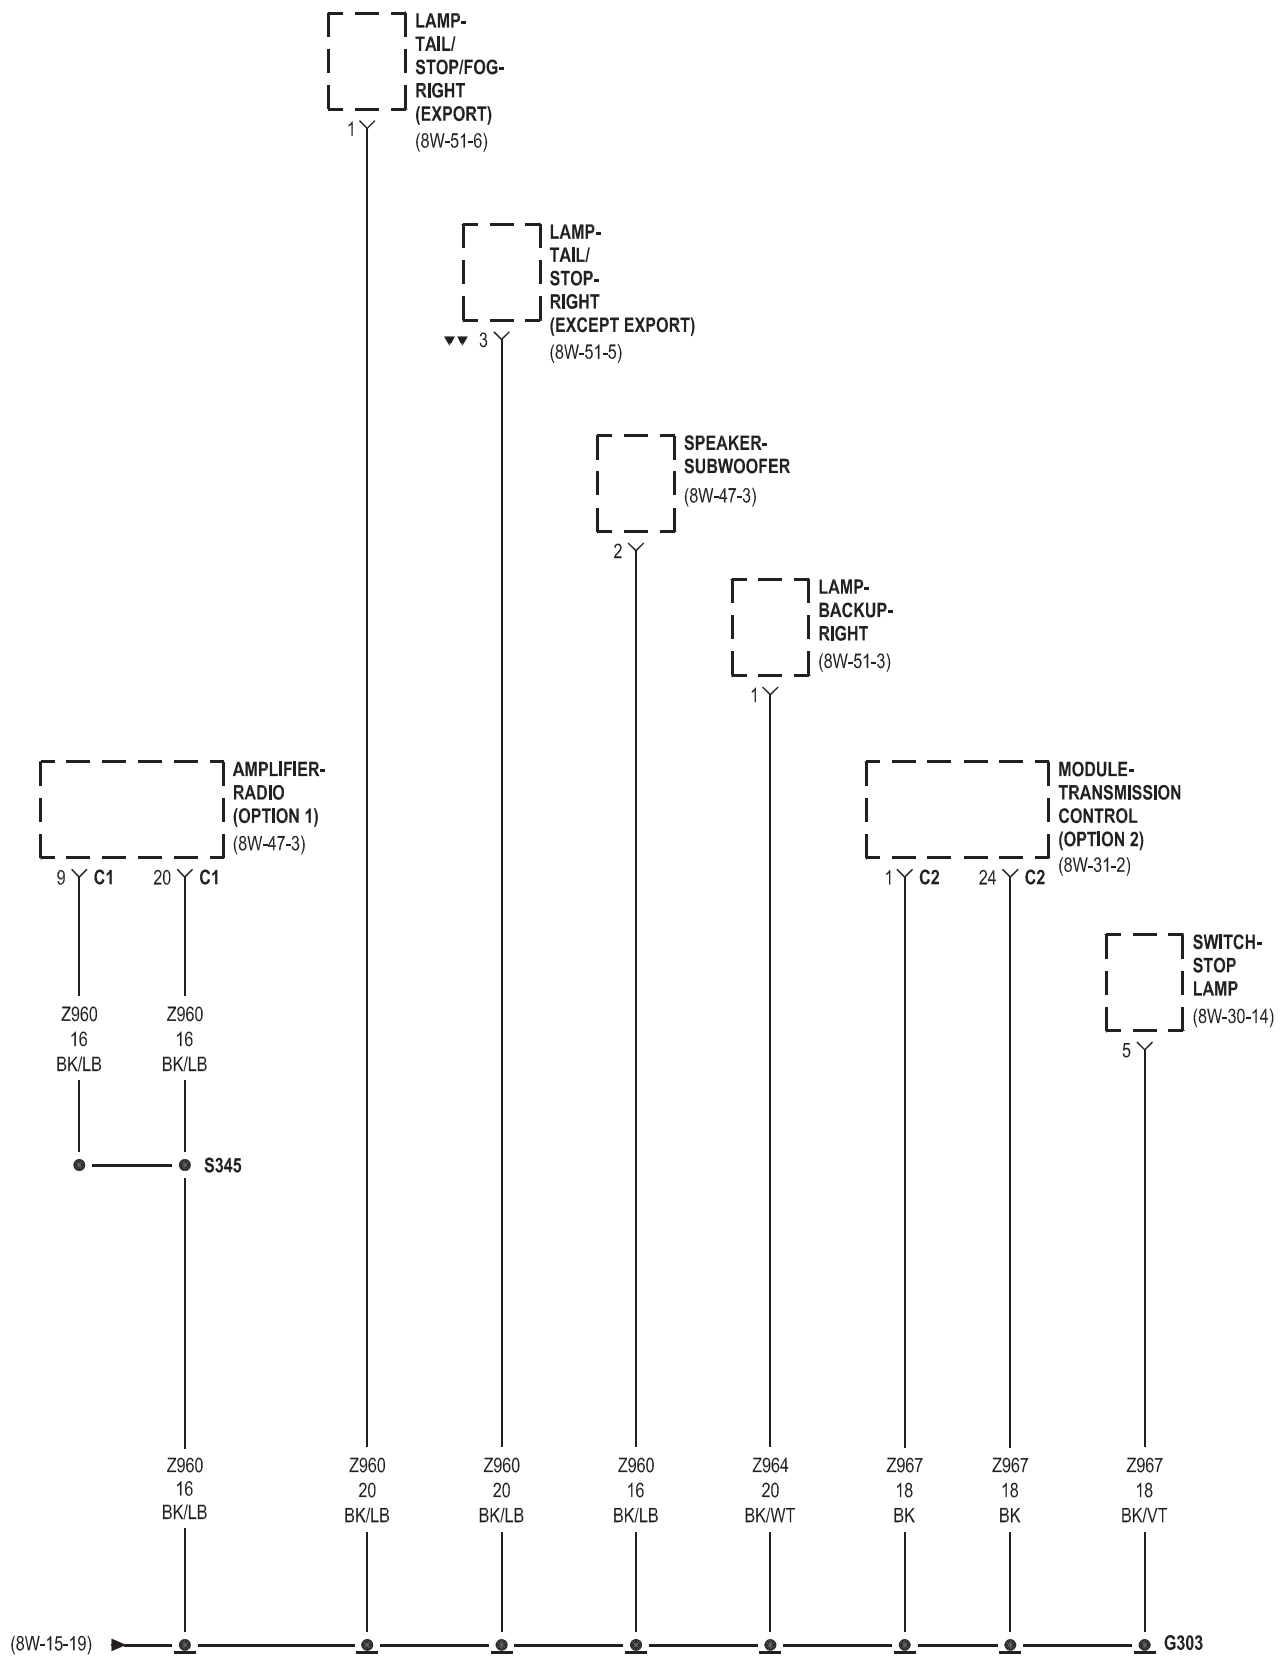 LAMP-
TAIL/
STOP/FOG-
RIGHT
(EXPORT)
(8W-51-6)
1
LAMP-
TAIL/
STOP-
RIGHT
(EXCEPT EXPORT)
(8W-51-5)
3
SPEAKER-
SUBWOOFER
(8W-47-3)
2
LAMP-
BACKUP-
RIGHT
(8W-51-3)
1
AMPLIFIER-
RADIO
(OPTION 1)
(8W-47-3)
9 C1 20 C1
MODULE-
TRANSMISSION
CONTROL
(OPTION 2)
(8W-31-2)
1 C2 24 C2
SWITCH-
STOP
LAMP
(8W-30-14)
5
Z960 Z960
16 16
BK/LB BK/LB
S345
Z960 Z960 Z960 Z960 Z964 Z967 Z967 Z967
16 20 20 16 20 18 18 18
BK/LB BK/LB BK/LB BK/LB BK/WT BK BK BK/VT
(8W-15-19) G303